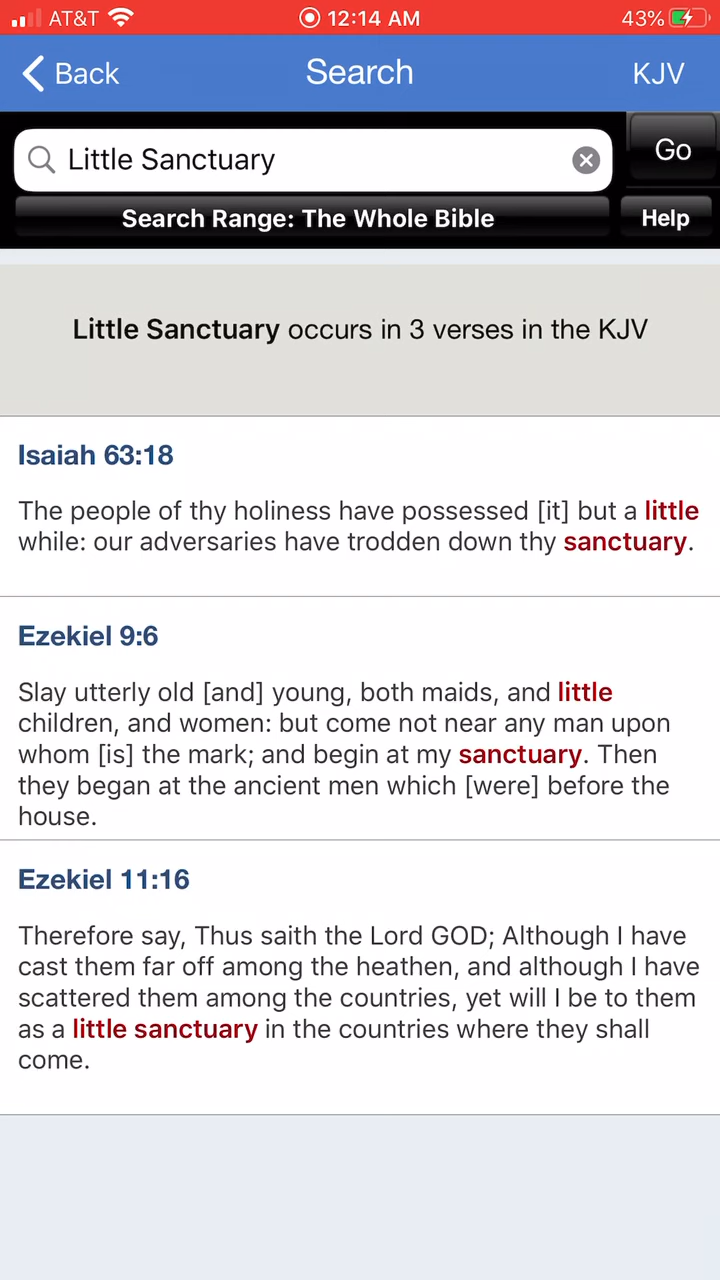 AT&T 12:14 AM 43%
Back Search KJV
Little Sanctuary Go
Search Range: The Whole Bible Help
Little Sanctuary occurs in 3 verses in the KJV
Isaiah 63:18
The people of thy holiness have possessed [it] but a little
while: our adversaries have trodden down thy sanctuary.
Ezekiel 9:6
Slay utterly old [and] young, both maids, and little
children, and women: but come not near any man upon
whom [is] the mark; and begin at my sanctuary. Then
they began at the ancient men which [were] before the
house.
Ezekiel 11:16
Therefore say, Thus saith the Lord GOD; Although I have
cast them far off among the heathen, and although I have
scattered them among the countries, yet will I be to them
as a little sanctuary in the countries where they shall
come.